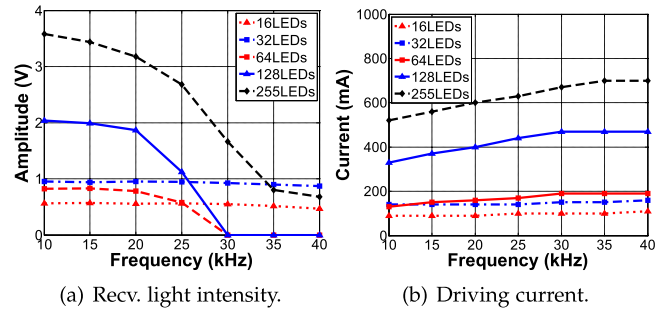 4
3
2
1
0
10 15 20 25 30 35 40
Amplitude (V)
Frequency (kHz)
16LEDs
32LEDs
64LEDs
128LEDs
255LEDs
(a) Recv. light intensity.
1000
800
600
400
200
0
10 15 20 25 30 35 40
Current (mA)
Frequency (kHz)
16LEDs
32LEDs
64LEDs
128LEDs
255LEDs
(b) Driving current.